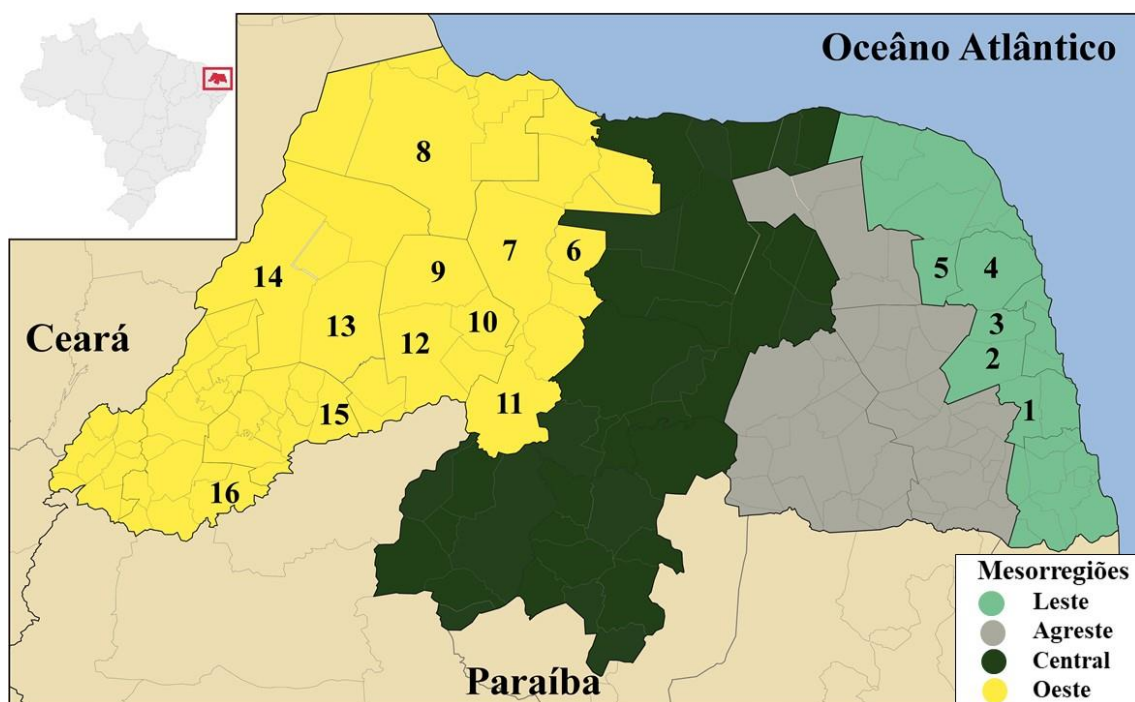 Oceâno Atlântico
8
14
9
7
6
5
4
13
12
10
3
2
Ceará
15
11
1
16
Paraíba
Mesorregiões
Leste
Agreste
Central
Oeste